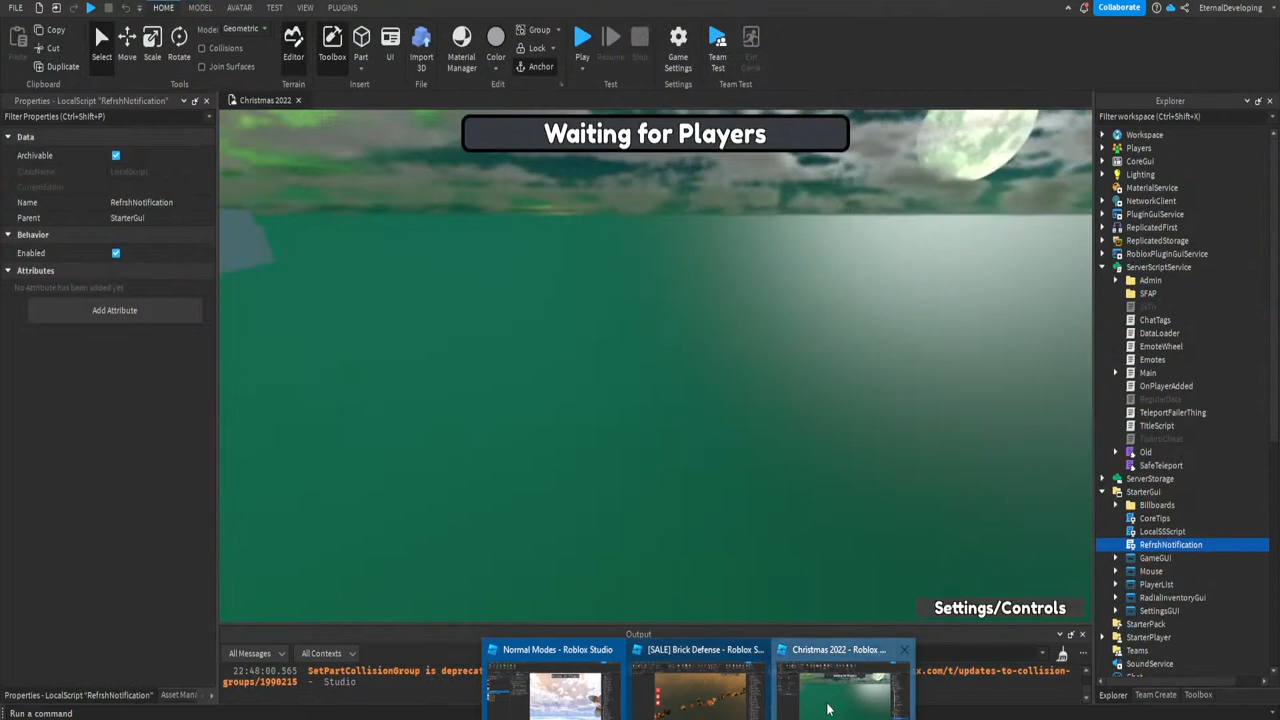 FILE HOME MODEL AVATAR TEST VIEW PLUGINS Collaborate EternalDeveloping
Copy Cut Duplicate Paste Clipboard
Select Move Scale Rotate Mode: Geometric Collisions Join Surfaces Tools
Editor Terrain
Toolbox Part UI Insert
Import 3D File
Material Manager Color Group Lock Anchor Edit
Play Resume Stop Test
Game Settings Settings
Team Test Exit Game Team Test
Properties - LocalScript "RefrshNotification"
Filter Properties (Ctrl+Shift+P)
Data
Archivable
ClassName LocalScript
CurrentEditor
Name RefrshNotification
Parent StarterGui
Behavior
Enabled
Attributes
No Attribute has been added yet
Add Attribute
Christmas 2022
Waiting for Players
Settings/Controls
Explorer
Filter workspace (Ctrl+Shift+X)
Workspace
Players
CoreGui
Lighting
MaterialService
NetworkClient
PluginGuiService
ReplicatedFirst
ReplicatedStorage
RobloxPluginGuiService
ServerScriptService
Admin
SFAP
ChatTags
DataLoader
EmoteWheel
Emotes
Main
OnPlayerAdded
RegularData
TeleportFailerThing
TitleScript
Old
SafeTeleport
ServerStorage
StarterGui
Billboards
CoreTips
LocalSSScript
RefrshNotification
GameGUI
Mouse
PlayerList
RadialInventoryGui
SettingsGUI
StarterPack
StarterPlayer
Teams
SoundService
Output
All Messages All Contexts
22:48:00.565 SetPartCollisionGroup is deprec
x.com/t/updates-to-collision-
groups/1990215 - Studio
Normal Modes - Roblox Studio
[SALE] Brick Defense - Roblox S...
Christmas 2022 - Roblox ...
Properties - LocalScript "RefrshNotification" Asset Man
Explorer Team Create Toolbox
Run a command